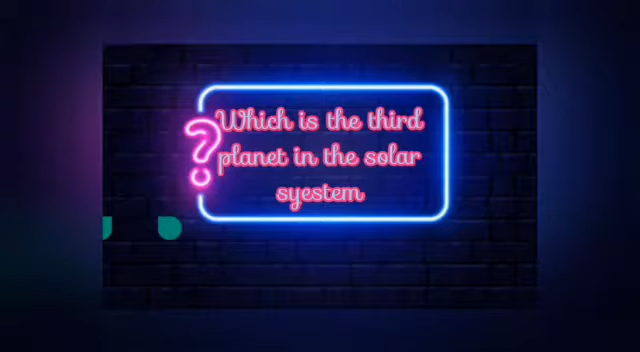 Which is the third
planet in the solar
syestem